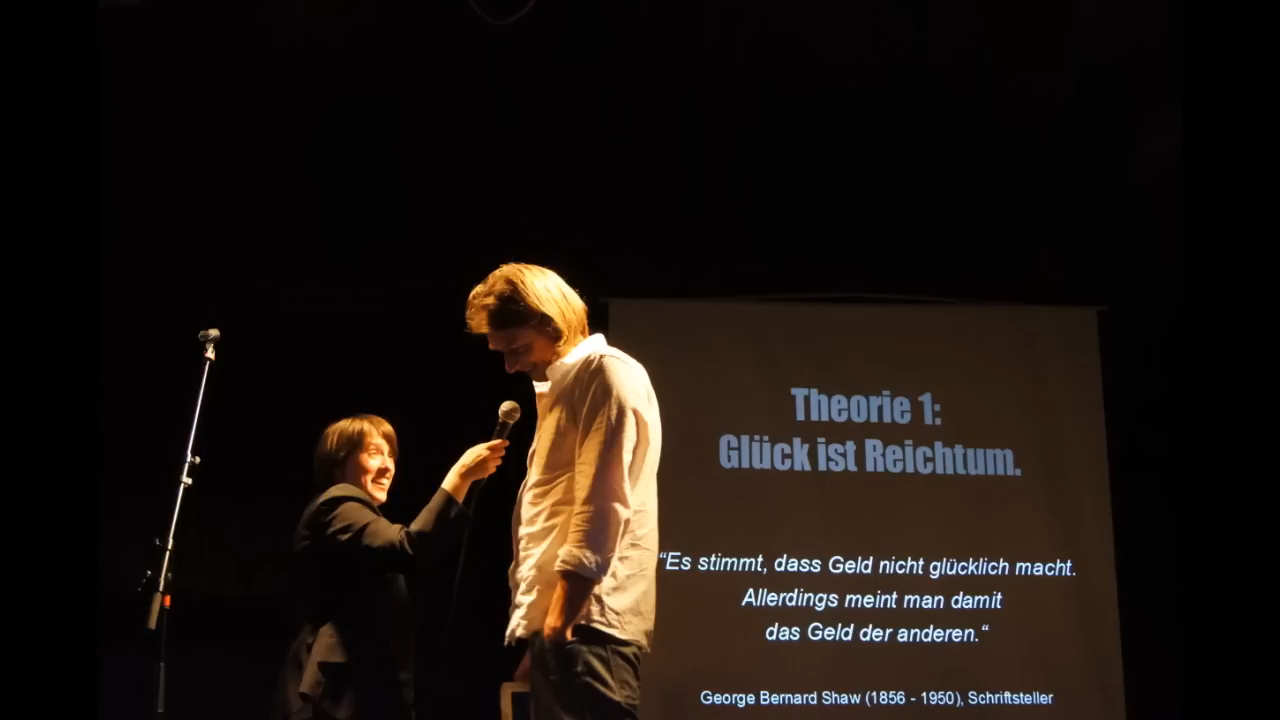 Theorie 1:
Glück ist Reichtum.
“Es stimmt, dass Geld nicht glücklich macht.
Allerdings meint man damit
das Geld der anderen.“
George Bernard Shaw (1856 - 1950), Schriftsteller